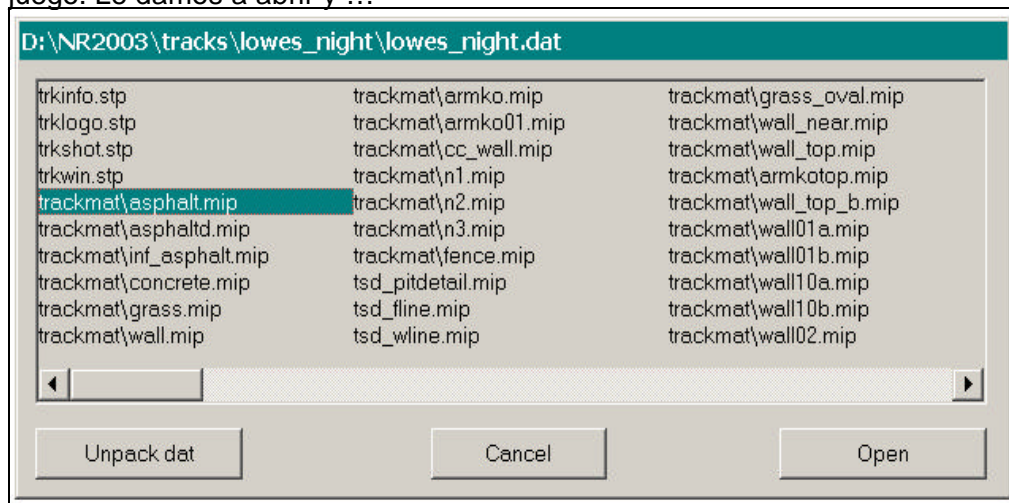 juego. Lo damos a abrir y …
D:\NR2003\tracks\lowes_night\lowes_night.dat
trkinfo.stp
trklogo.stp
trkshot.stp
trkwin.stp
trackmat\asphalt.mip
trackmat\asphaltd.mip
trackmat\inf_asphalt.mip
trackmat\concrete.mip
trackmat\grass.mip
trackmat\wall.mip
trackmat\armko.mip
trackmat\armko01.mip
trackmat\cc_wall.mip
trackmat\n1.mip
trackmat\n2.mip
trackmat\n3.mip
trackmat\fence.mip
tsd_pitdetail.mip
tsd_fline.mip
tsd_wline.mip
trackmat\grass_oval.mip
trackmat\wall_near.mip
trackmat\wall_top.mip
trackmat\armkotop.mip
trackmat\wall_top_b.mip
trackmat\wall01a.mip
trackmat\wall01b.mip
trackmat\wall10a.mip
trackmat\wall10b.mip
trackmat\wall02.mip
Unpack dat
Cancel
Open